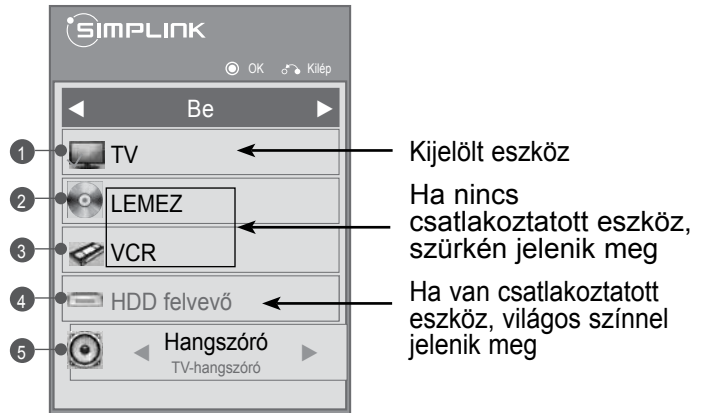 SIMPLINK
OK Kilép
Be
1 TV
2 LEMEZ
3 VCR
4 HDD felvevő
5 Hangszóró
TV-hangszóró
Kijelölt eszköz
Ha nincs
csatlakoztatott eszköz,
szürkén jelenik meg
Ha van csatlakoztatott
eszköz, világos színnel
jelenik meg